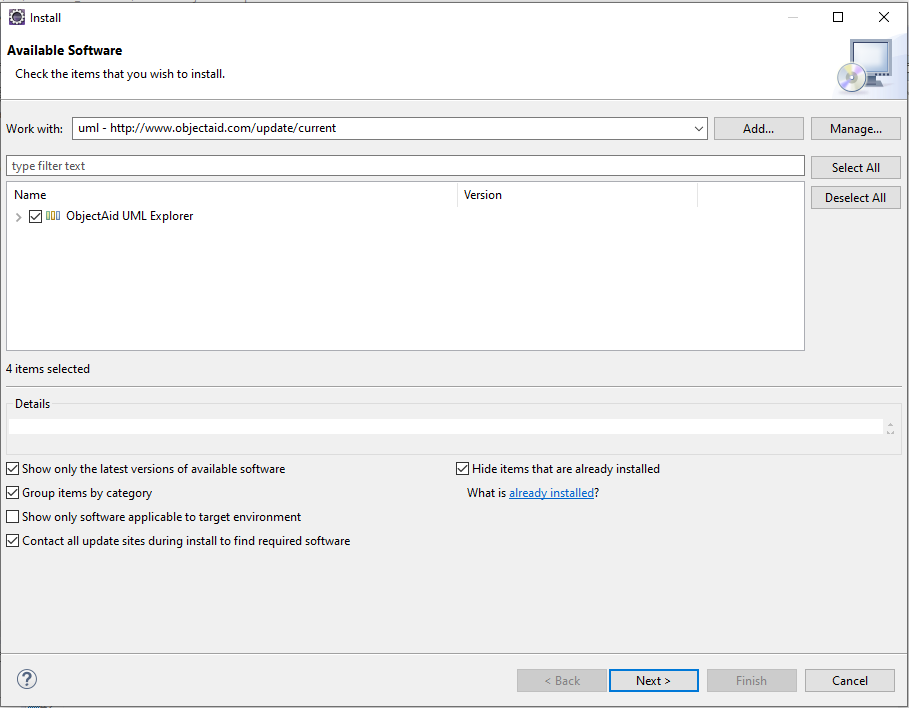 Install
Available Software
Check the items that you wish to install.
Work with: uml - http://www.objectaid.com/update/current Add... Manage...
type filter text Select All
Name Version Deselect All
ObjectAid UML Explorer
4 items selected
Details
Show only the latest versions of available software Hide items that are already installed
Group items by category What is already installed?
Show only software applicable to target environment
Contact all update sites during install to find required software
? < Back Next > Finish Cancel